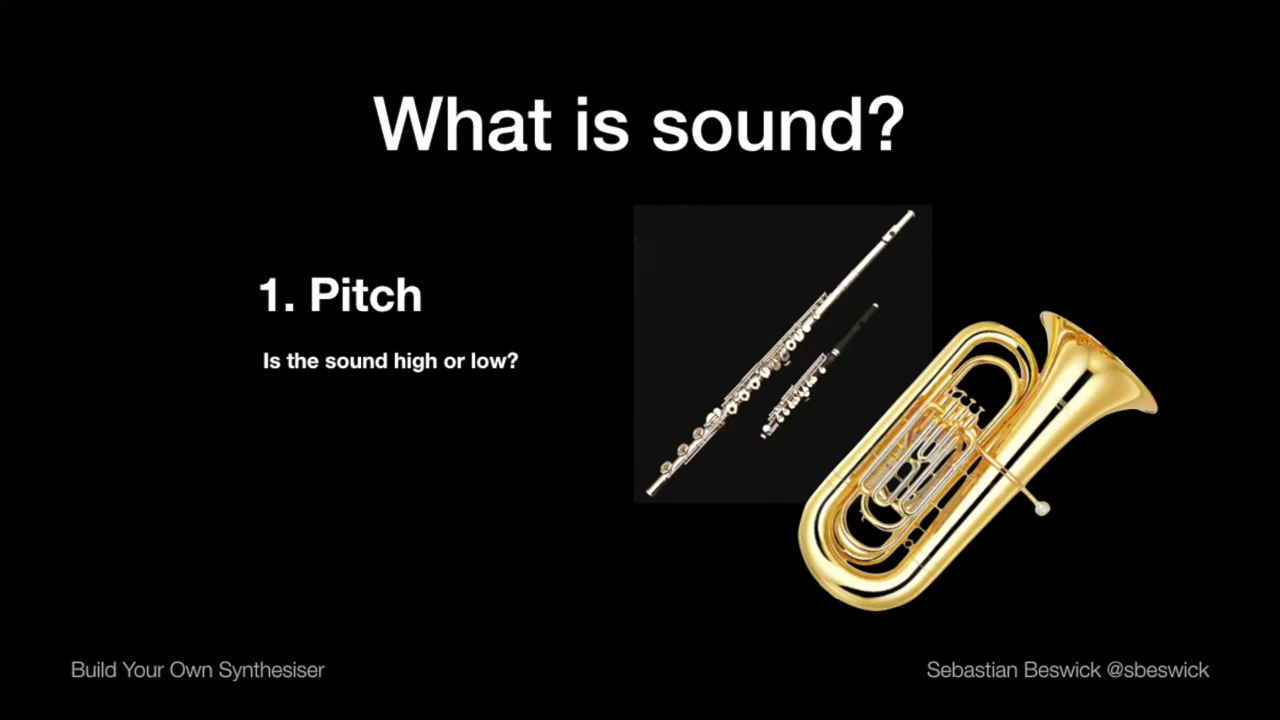 What is sound?
1. Pitch
Is the sound high or low?
Build Your Own Synthesiser
Sebastian Beswick @sbeswick